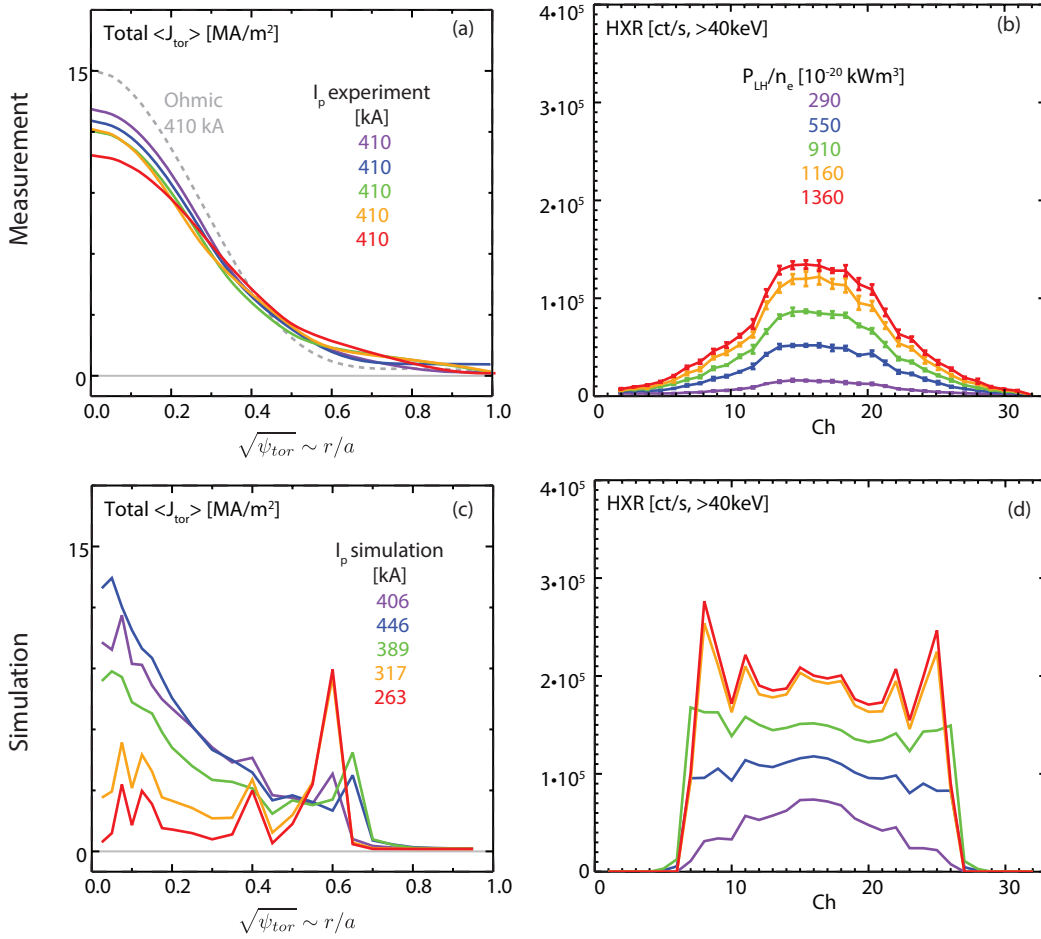 Measurement
Total <J_tor> [MA/m²]
(a)
15
0
Ohmic
410 kA
I_p experiment
[kA]
410
410
410
410
410
0.0 0.2 0.4 0.6 0.8 1.0
√ψ_tor ∼ r/a
HXR [ct/s, >40keV]
(b)
4•10⁵
3•10⁵
2•10⁵
1•10⁵
0
P_LH/n_e [10⁻²⁰ kWm³]
290
550
910
1160
1360
0 10 20 30
Ch
Simulation
Total <J_tor> [MA/m²]
(c)
15
0
I_p simulation
[kA]
406
446
389
317
263
0.0 0.2 0.4 0.6 0.8 1.0
√ψ_tor ∼ r/a
HXR [ct/s, >40keV]
(d)
4•10⁵
3•10⁵
2•10⁵
1•10⁵
0
0 10 20 30
Ch